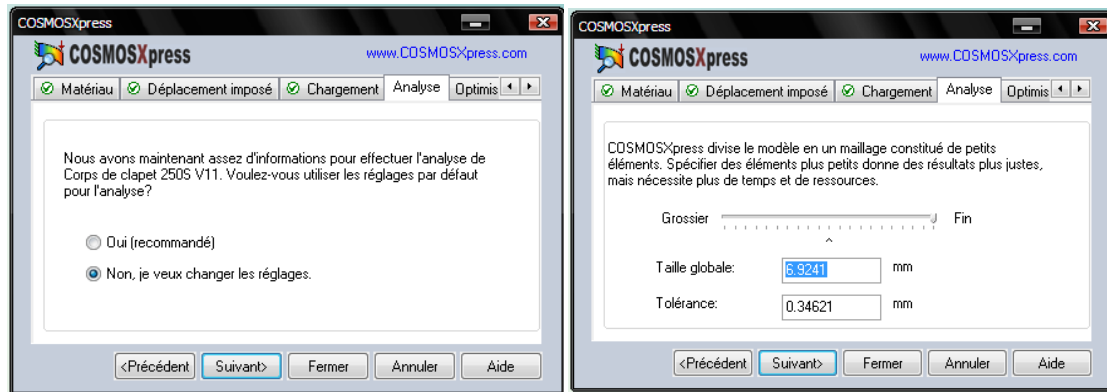 COSMOSXpress
COSMOSXpress
www.COSMOSXpress.com
Matériau Déplacement imposé Chargement Analyse Optimis
Nous avons maintenant assez d'informations pour effectuer l'analyse de
Corps de clapet 250S V11. Voulez-vous utiliser les réglages par défaut
pour l'analyse?
Oui (recommandé)
Non, je veux changer les réglages.
<Précédent Suivant> Fermer Annuler Aide
COSMOSXpress
COSMOSXpress
www.COSMOSXpress.com
Matériau Déplacement imposé Chargement Analyse Optimis
COSMOSXpress divise le modèle en un maillage constitué de petits
éléments. Spécifier des éléments plus petits donne des résultats plus justes,
mais nécessite plus de temps et de ressources.
Grossier Fin
Taille globale: 6.9241 mm
Tolérance: 0.34621 mm
<Précédent Suivant> Fermer Annuler Aide